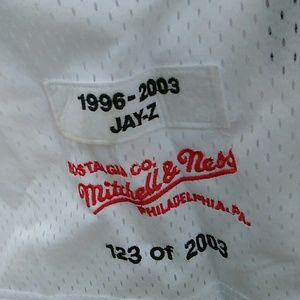 1996-2003
JAY-Z
NOSTALGIA CO.
Mitchell & Ness
PHILADELPHIA, PA.
123 of 2003